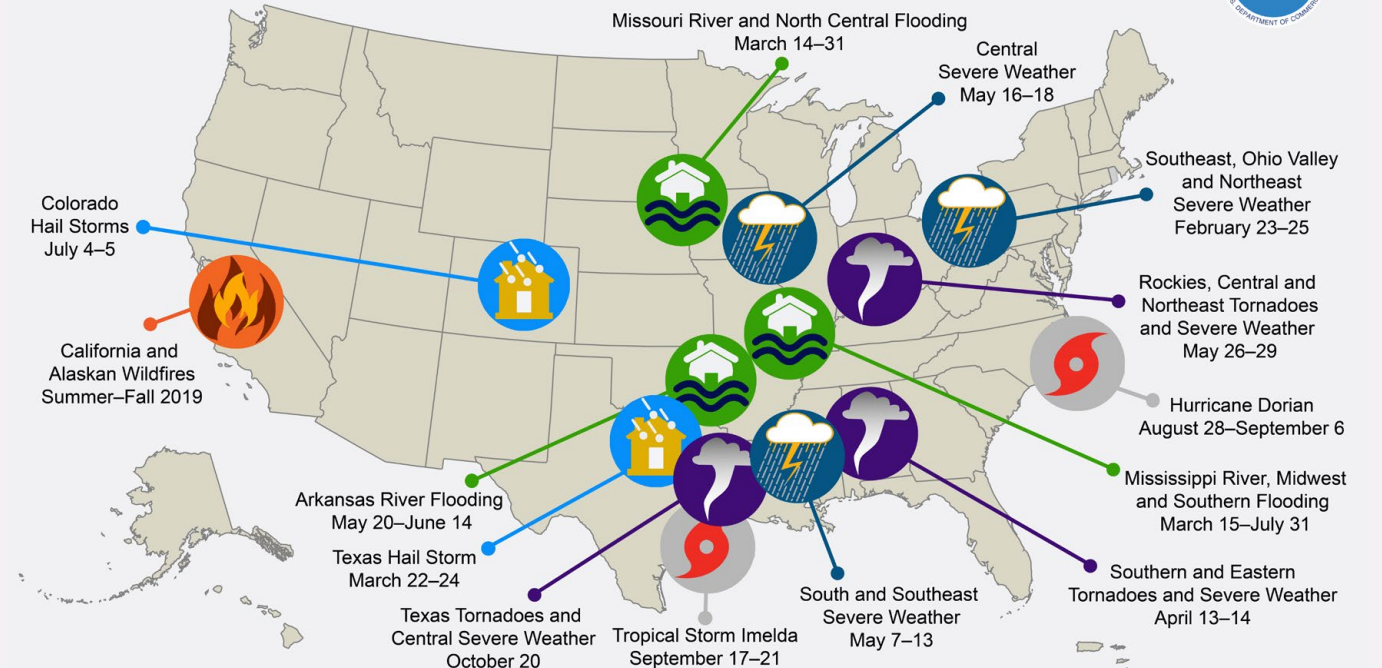 Missouri River and North Central Flooding
March 14–31
Central
Severe Weather
May 16–18
Southeast, Ohio Valley
and Northeast
Severe Weather
February 23–25
Colorado
Hail Storms
July 4–5
Rockies, Central and
Northeast Tornadoes
and Severe Weather
May 26–29
California and
Alaskan Wildfires
Summer–Fall 2019
Hurricane Dorian
August 28–September 6
Mississippi River, Midwest
and Southern Flooding
March 15–July 31
Arkansas River Flooding
May 20–June 14
Texas Hail Storm
March 22–24
Southern and Eastern
Tornadoes and Severe Weather
April 13–14
South and Southeast
Severe Weather
May 7–13
Texas Tornadoes and
Central Severe Weather
October 20
Tropical Storm Imelda
September 17–21
DEPARTMENT OF